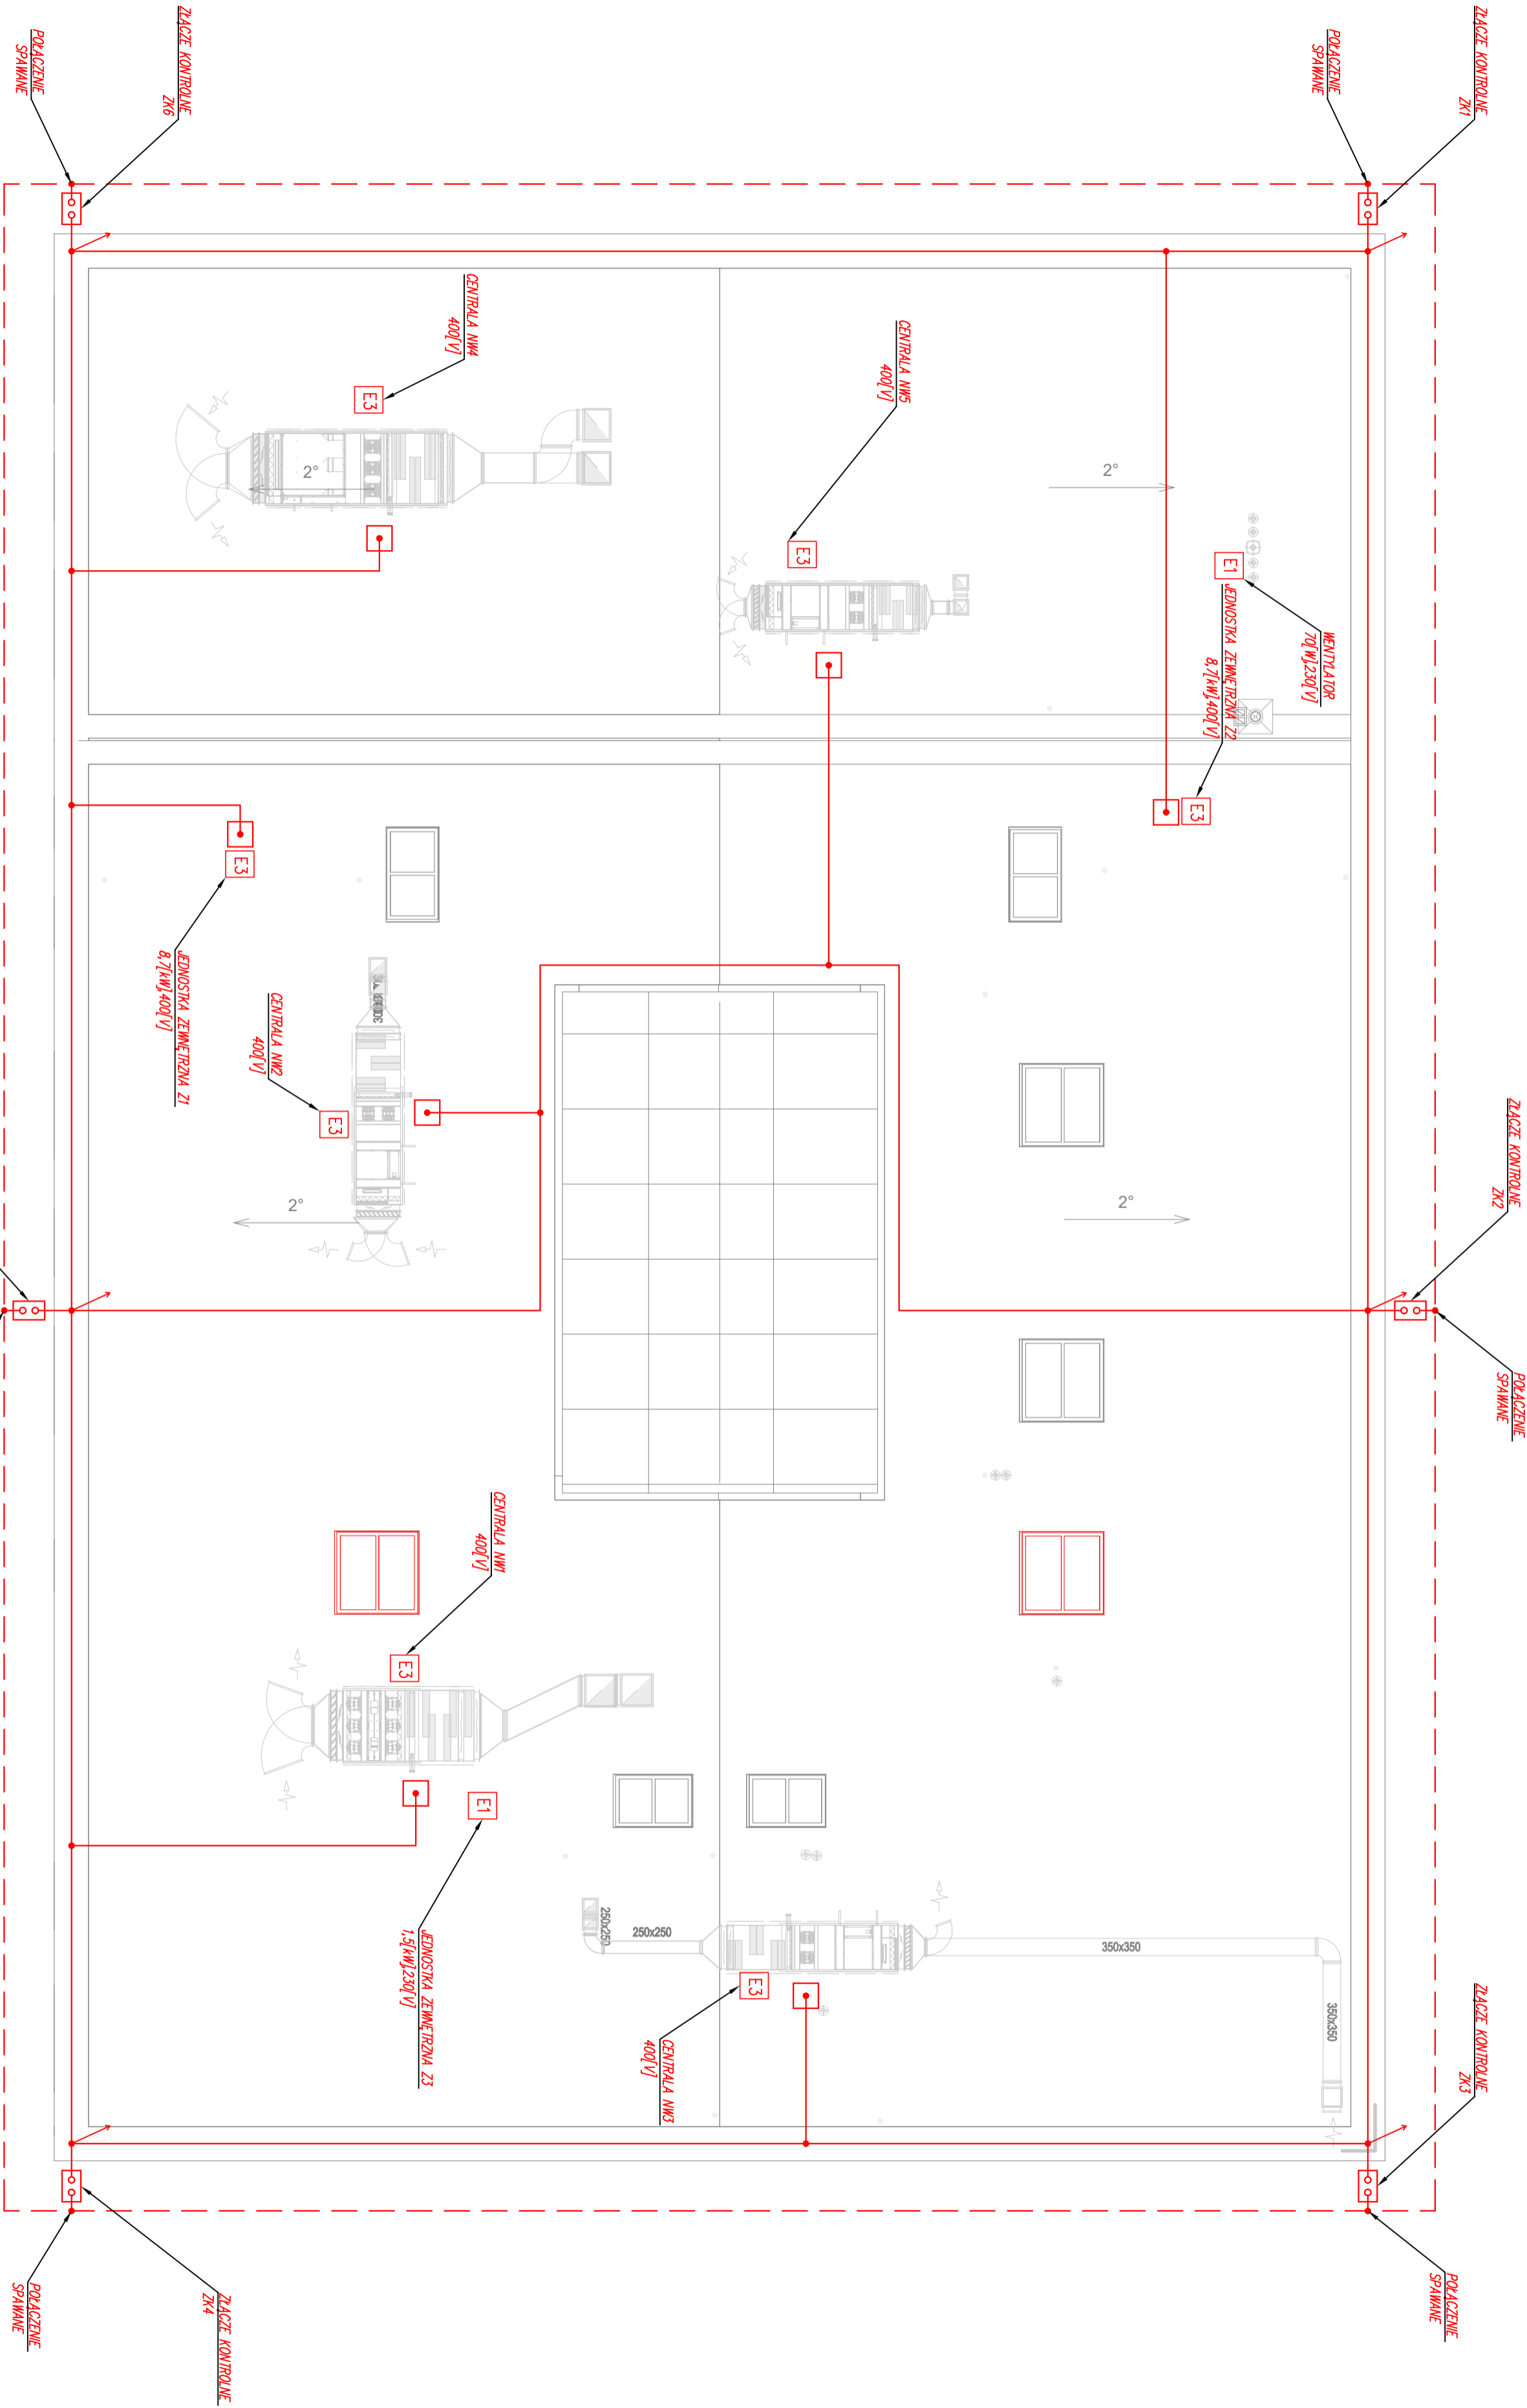 ZŁĄCZE KONTROLNE
ZK6
POŁĄCZENIE
SPAWANE
ZŁĄCZE KONTROLNE
ZK1
POŁĄCZENIE
SPAWANE
CENTRALA NW4
400[V]
E3
2°
CENTRALA NW5
400[V]
E3
2°
E1
WENTYLATOR
70[W],230[V]
JEDNOSTKA ZEWNĘTRZNA Z2
8,7[kW],400[V]
E3
E3
JEDNOSTKA ZEWNĘTRZNA Z1
8,7[kW],400[V]
CENTRALA NW2
400[V]
E3
2°
2°
ZŁĄCZE KONTROLNE
ZK2
POŁĄCZENIE
SPAWANE
CENTRALA NW1
400[V]
E3
E1
JEDNOSTKA ZEWNĘTRZNA Z3
1,5[kW],230[V]
250x250
250x250
350x350
350x350
E3
CENTRALA NW3
400[V]
ZŁĄCZE KONTROLNE
ZK3
POŁĄCZENIE
SPAWANE
ZŁĄCZE KONTROLNE
ZK4
POŁĄCZENIE
SPAWANE